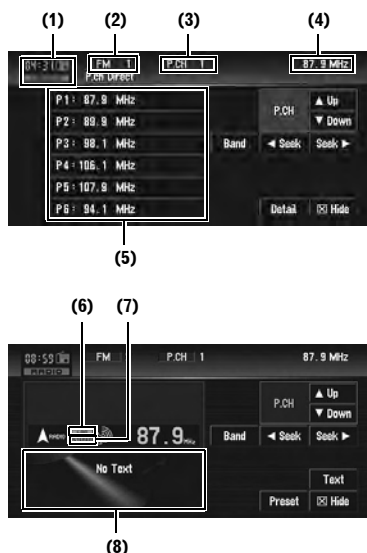 (1) (2) (3) (4)
FM 1 P.CH 1 87.9 MHz
P.ch Direct
P1: 87.9 MHz
P2: 89.9 MHz
P3: 98.1 MHz
P4: 106.1 MHz
P5: 107.9 MHz
P6: 94.1 MHz
P.CH
▲ Up
▼ Down
Band ◄ Seek Seek ►
Detail Hide
(5)
(6) (7)
08:59 FM P.CH 1 87.9 MHz
RADIO
P.CH
▲ Up
▼ Down
RADIO 87.9 MHz Band ◄ Seek Seek ►
No Text
Text
Preset Hide
(8)